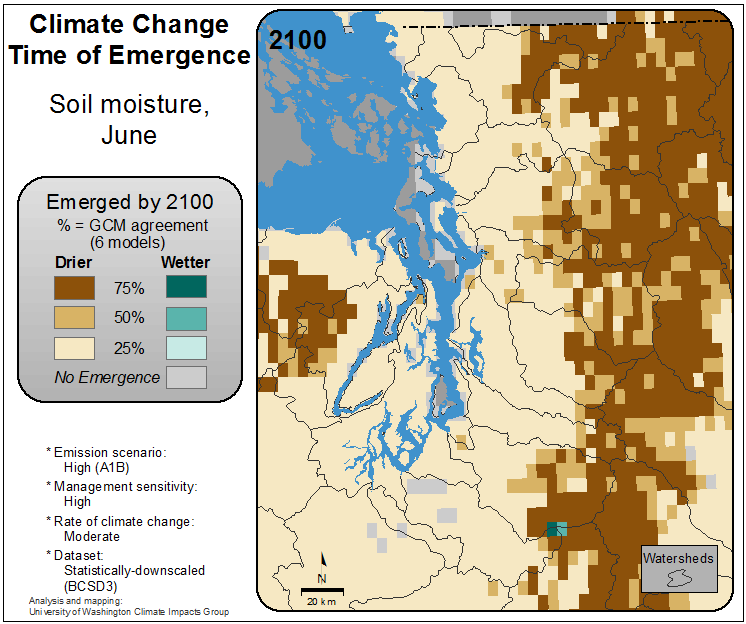 Climate Change
Time of Emergence
Soil moisture,
June
Emerged by 2100
% = GCM agreement
(6 models)
Drier Wetter
75%
50%
25%
No Emergence
* Emission scenario:
High (A1B)
* Management sensitivity:
High
* Rate of climate change:
Moderate
* Dataset:
Statistically-downscaled
(BCSD3)
Analysis and mapping:
University of Washington Climate Impacts Group
2100
N
20 km
Watersheds